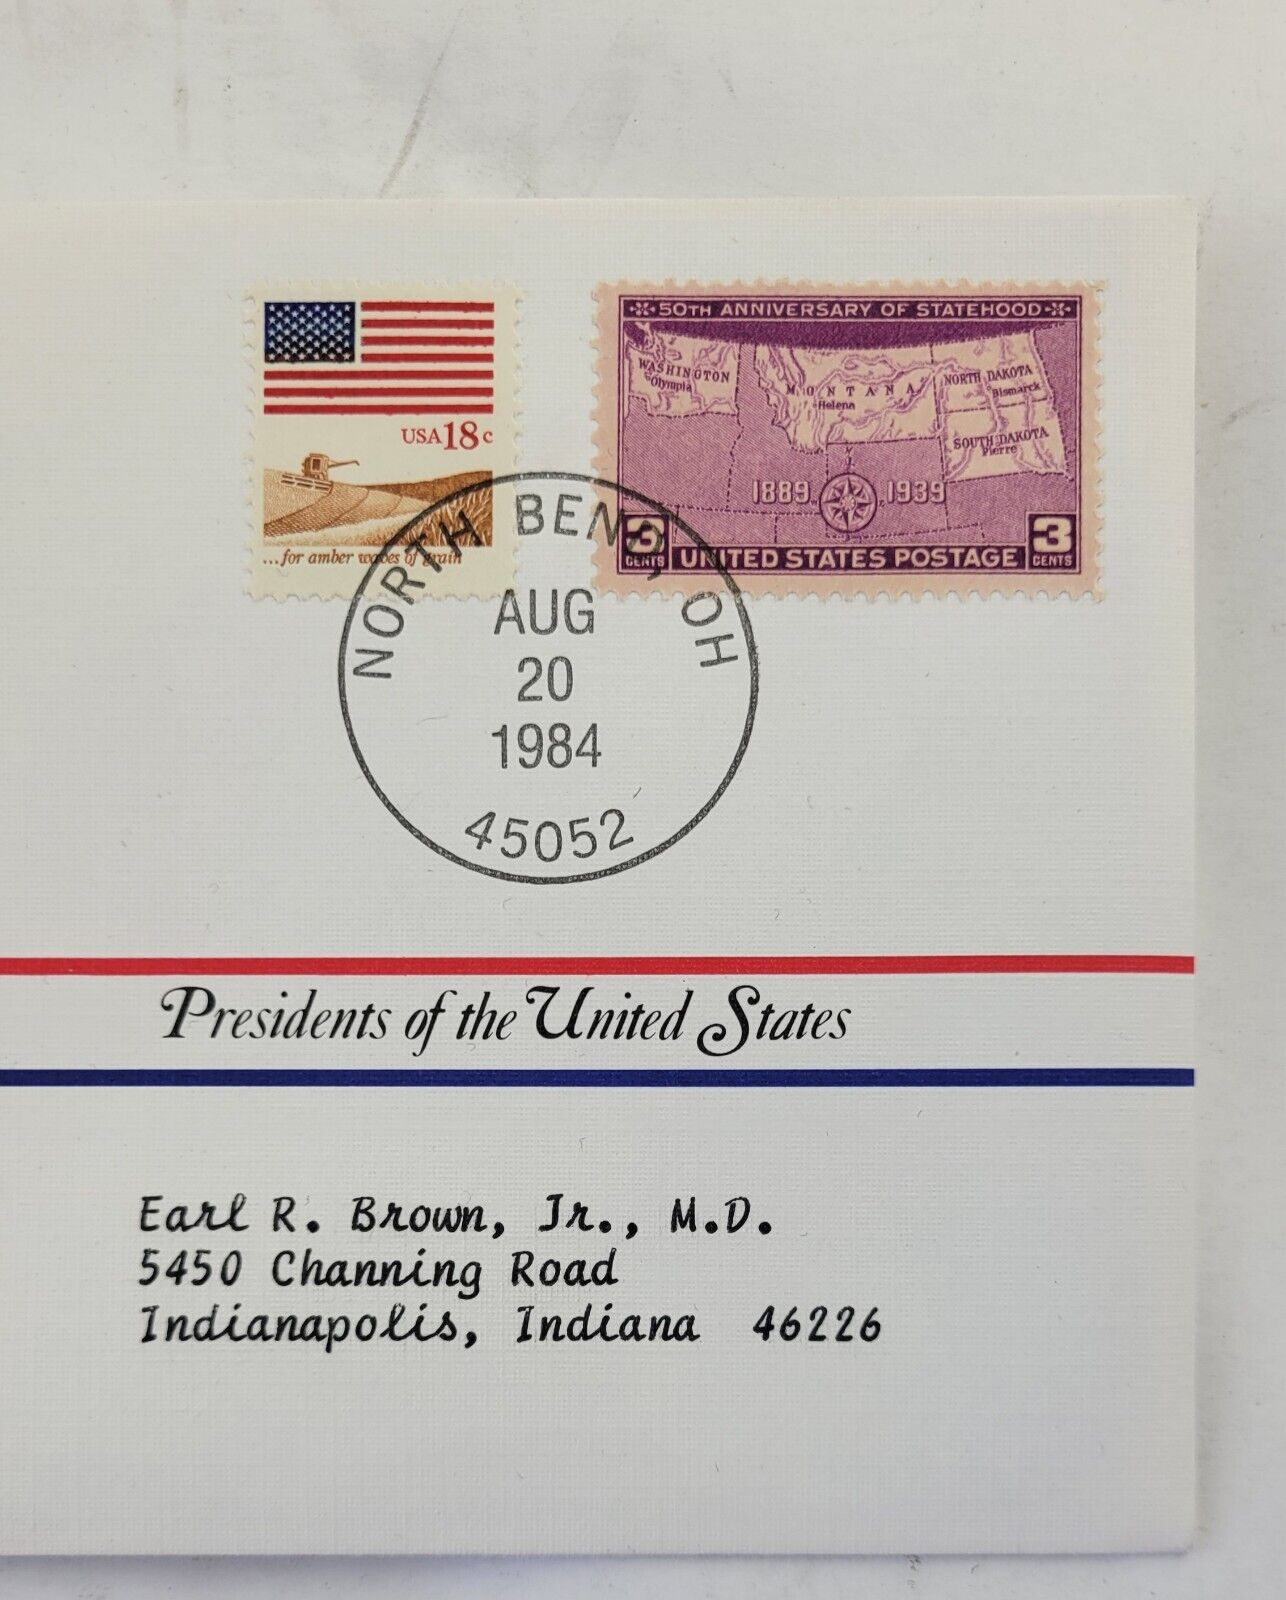 USA 18c
...for amber waves of grain
50TH ANNIVERSARY OF STATEHOOD
WASHINGTON
Olympia
MONTANA
Helena
NORTH DAKOTA
Bismarck
SOUTH DAKOTA
Pierre
1889 1939
3 CENTS UNITED STATES POSTAGE 3 CENTS
NORTH BEND, OH
AUG
20
1984
45052
Presidents of the United States
Earl R. Brown, Jr., M.D.
5450 Channing Road
Indianapolis, Indiana 46226